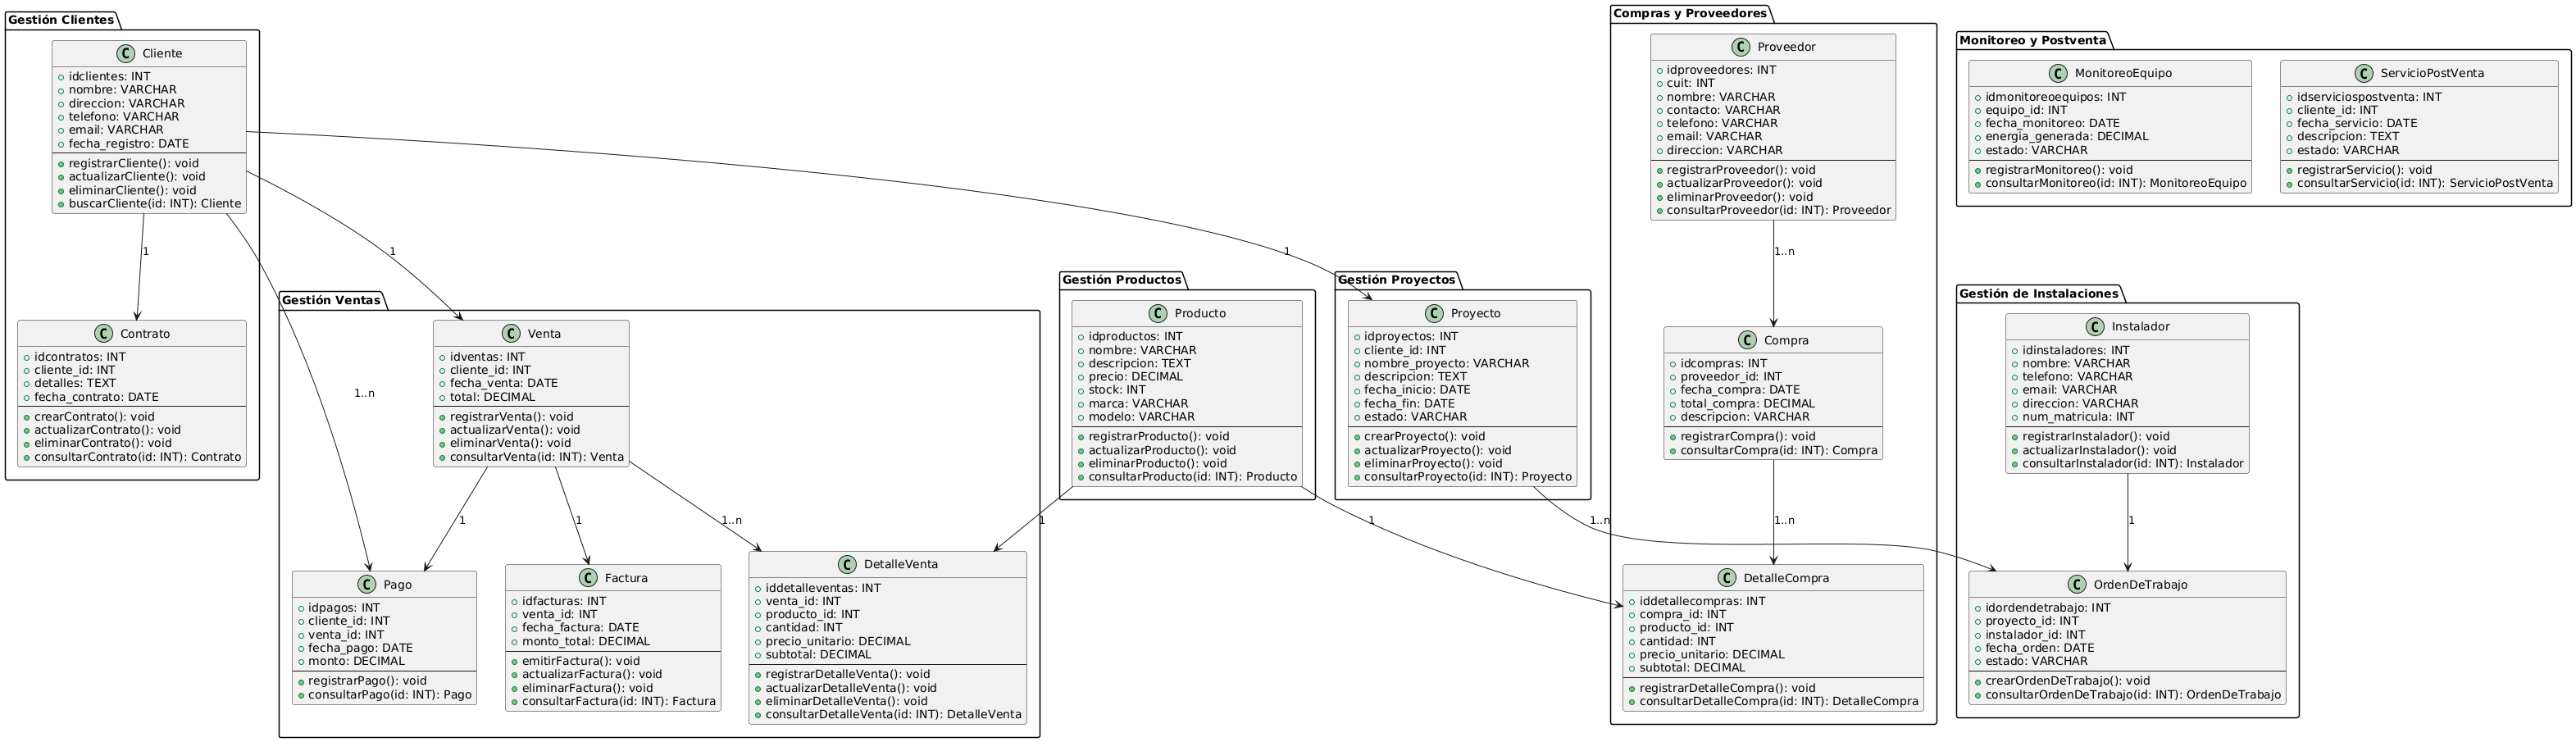 Gestión Clientes
C Cliente
idclientes: INT
nombre: VARCHAR
direccion: VARCHAR
telefono: VARCHAR
email: VARCHAR
fecha_registro: DATE
registrarCliente(): void
actualizarCliente(): void
eliminarCliente(): void
buscarCliente(id: INT): Cliente
1
1
1
1..n
C Contrato
idcontratos: INT
cliente_id: INT
detalles: TEXT
fecha_contrato: DATE
crearContrato(): void
actualizarContrato(): void
eliminarContrato(): void
consultarContrato(id: INT): Contrato
Gestión Ventas
C Venta
idventas: INT
cliente_id: INT
fecha_venta: DATE
total: DECIMAL
registrarVenta(): void
actualizarVenta(): void
eliminarVenta(): void
consultarVenta(id: INT): Venta
1
1
1..n
1
C Pago
idpagos: INT
cliente_id: INT
venta_id: INT
fecha_pago: DATE
monto: DECIMAL
registrarPago(): void
consultarPago(id: INT): Pago
C Factura
idfacturas: INT
venta_id: INT
fecha_factura: DATE
monto_total: DECIMAL
emitirFactura(): void
actualizarFactura(): void
eliminarFactura(): void
consultarFactura(id: INT): Factura
C DetalleVenta
iddetalleventas: INT
venta_id: INT
producto_id: INT
cantidad: INT
precio_unitario: DECIMAL
subtotal: DECIMAL
registrarDetalleVenta(): void
actualizarDetalleVenta(): void
eliminarDetalleVenta(): void
consultarDetalleVenta(id: INT): DetalleVenta
Gestión Productos
C Producto
idproductos: INT
nombre: VARCHAR
descripcion: TEXT
precio: DECIMAL
stock: INT
marca: VARCHAR
modelo: VARCHAR
registrarProducto(): void
actualizarProducto(): void
eliminarProducto(): void
consultarProducto(id: INT): Producto
1
Gestión Proyectos
C Proyecto
idproyectos: INT
cliente_id: INT
nombre_proyecto: VARCHAR
descripcion: TEXT
fecha_inicio: DATE
fecha_fin: DATE
estado: VARCHAR
crearProyecto(): void
actualizarProyecto(): void
eliminarProyecto(): void
consultarProyecto(id: INT): Proyecto
1..n
Compras y Proveedores
C Proveedor
idproveedores: INT
cuit: INT
nombre: VARCHAR
contacto: VARCHAR
telefono: VARCHAR
email: VARCHAR
direccion: VARCHAR
registrarProveedor(): void
actualizarProveedor(): void
eliminarProveedor(): void
consultarProveedor(id: INT): Proveedor
1..n
C Compra
idcompras: INT
proveedor_id: INT
fecha_compra: DATE
total_compra: DECIMAL
descripcion: VARCHAR
registrarCompra(): void
consultarCompra(id: INT): Compra
1..n
C DetalleCompra
iddetallecompras: INT
compra_id: INT
producto_id: INT
cantidad: INT
precio_unitario: DECIMAL
subtotal: DECIMAL
registrarDetalleCompra(): void
consultarDetalleCompra(id: INT): DetalleCompra
Monitoreo y Postventa
C MonitoreoEquipo
idmonitoreoequipos: INT
equipo_id: INT
fecha_monitoreo: DATE
energia_generada: DECIMAL
estado: VARCHAR
registrarMonitoreo(): void
consultarMonitoreo(id: INT): MonitoreoEquipo
C ServicioPostVenta
idserviciospostventa: INT
cliente_id: INT
fecha_servicio: DATE
descripcion: TEXT
estado: VARCHAR
registrarServicio(): void
consultarServicio(id: INT): ServicioPostVenta
Gestión de Instalaciones
C Instalador
idinstaladores: INT
nombre: VARCHAR
telefono: VARCHAR
email: VARCHAR
direccion: VARCHAR
num_matricula: INT
registrarInstalador(): void
actualizarInstalador(): void
consultarInstalador(id: INT): Instalador
1
C OrdenDeTrabajo
idordendetrabajo: INT
proyecto_id: INT
instalador_id: INT
fecha_orden: DATE
estado: VARCHAR
crearOrdenDeTrabajo(): void
consultarOrdenDeTrabajo(id: INT): OrdenDeTrabajo